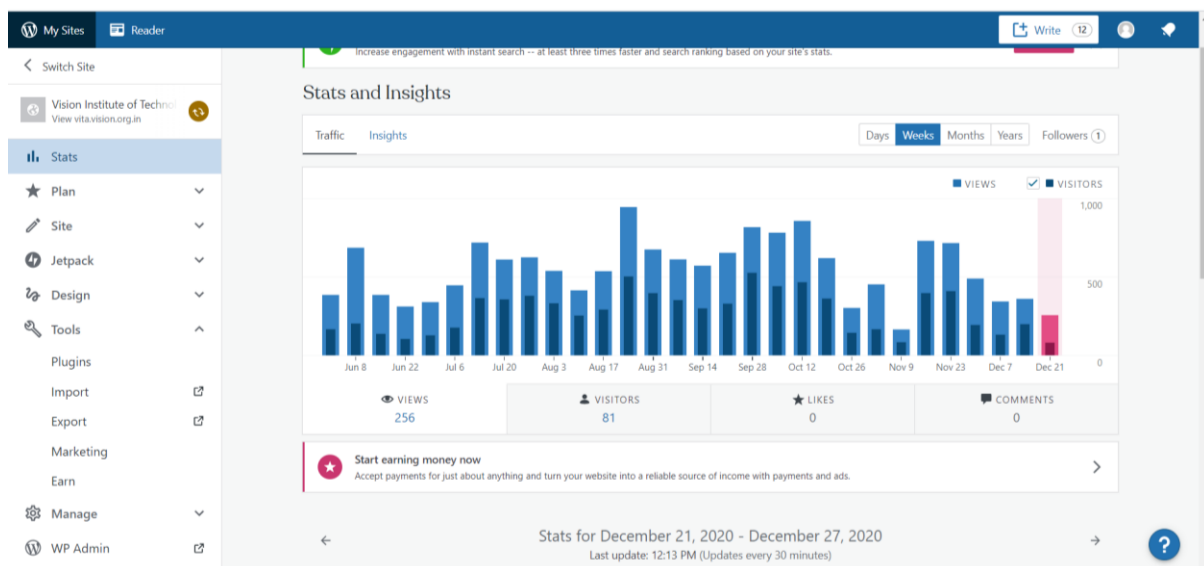 My Sites
Reader
Write 12
Switch Site
Increase engagement with instant search -- at least three times faster and search ranking based on your site's stats.
Vision Institute of Technol
View vita.vision.org.in
Stats
Plan
Site
Jetpack
Design
Tools
Plugins
Import
Export
Marketing
Earn
Manage
WP Admin
Stats and Insights
Traffic Insights
Days Weeks Months Years Followers 1
VIEWS VISITORS
1,000
500
0
Jun 8 Jun 22 Jul 6 Jul 20 Aug 3 Aug 17 Aug 31 Sep 14 Sep 28 Oct 12 Oct 26 Nov 9 Nov 23 Dec 7 Dec 21
VIEWS VISITORS LIKES COMMENTS
256 81 0 0
Start earning money now
Accept payments for just about anything and turn your website into a reliable source of income with payments and ads.
Stats for December 21, 2020 - December 27, 2020
Last update: 12:13 PM (Updates every 30 minutes)
?